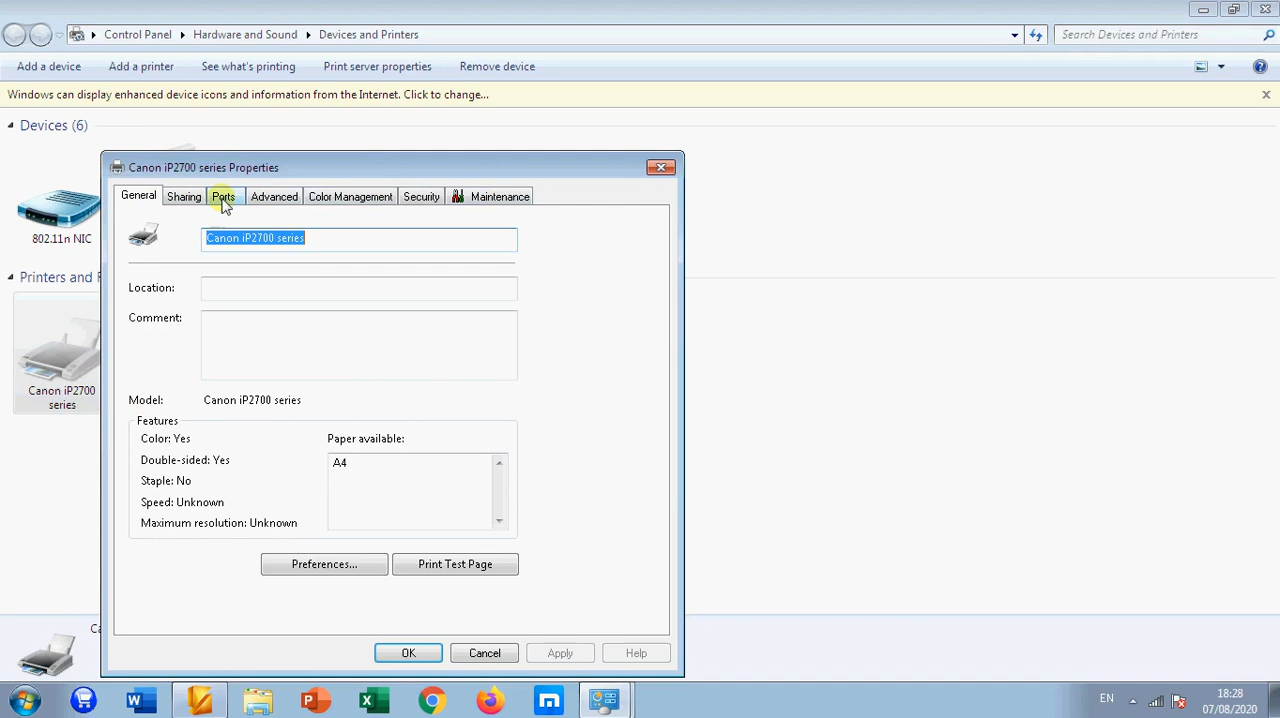 Control Panel Hardware and Sound Devices and Printers Search Devices and Printers
Add a device Add a printer See what's printing Print server properties Remove device
Windows can display enhanced device icons and information from the Internet. Click to change...
Devices (6)
Canon iP2700 series Properties
General Sharing Ports Advanced Color Management Security Maintenance
802.11n NIC
Canon iP2700 series
Printers and
Location:
Comment:
Canon iP2700
series
Model: Canon iP2700 series
Features
Color: Yes Paper available:
Double-sided: Yes A4
Staple: No
Speed: Unknown
Maximum resolution: Unknown
Preferences... Print Test Page
OK Cancel Apply Help
EN 18:28
07/08/2020